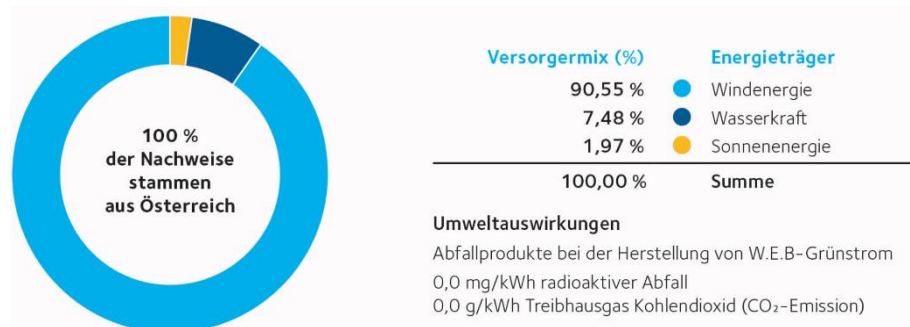 100 %
der Nachweise
stammen
aus Österreich
Versorgermix (%) Energieträger
90,55 % Windenergie
7,48 % Wasserkraft
1,97 % Sonnenenergie
100,00 % Summe
Umweltauswirkungen
Abfallprodukte bei der Herstellung von W.E.B-Grünstrom
0,0 mg/kWh radioaktiver Abfall
0,0 g/kWh Treibhausgas Kohlendioxid (CO₂-Emission)